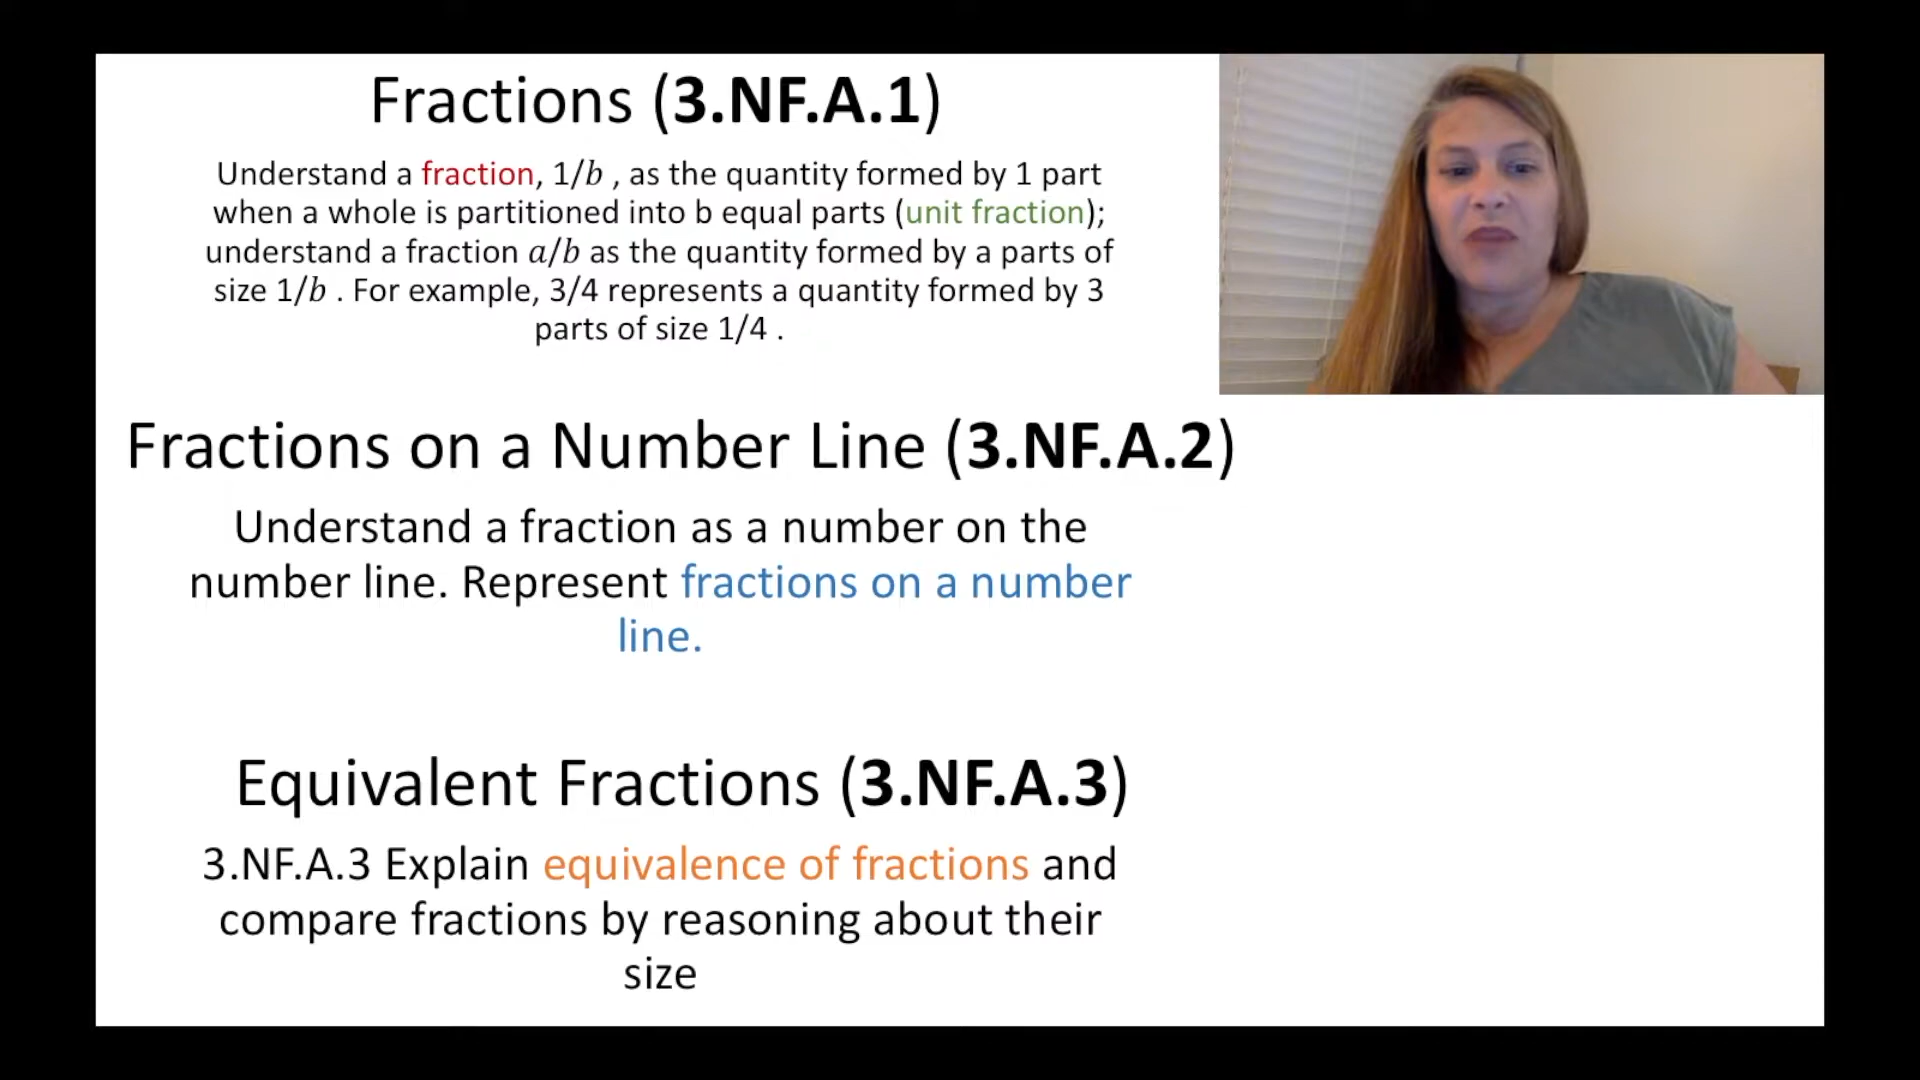 Fractions (3.NF.A.1)
Understand a fraction, 1/b , as the quantity formed by 1 part
when a whole is partitioned into b equal parts (unit fraction);
understand a fraction a/b as the quantity formed by a parts of
size 1/b . For example, 3/4 represents a quantity formed by 3
parts of size 1/4 .
Fractions on a Number Line (3.NF.A.2)
Understand a fraction as a number on the
number line. Represent fractions on a number
line.
Equivalent Fractions (3.NF.A.3)
3.NF.A.3 Explain equivalence of fractions and
compare fractions by reasoning about their
size